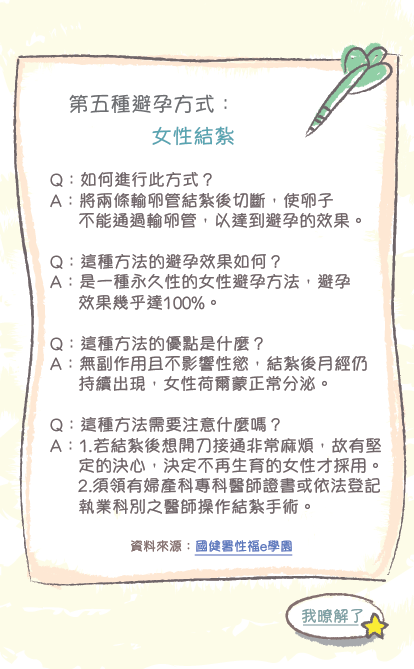 第五種避孕方式：
女性結紮
Q：如何進行此方式？
A：將兩條輸卵管結紮後切斷，使卵子
不能通過輸卵管，以達到避孕的效果。
Q：這種方法的避孕效果如何？
A：是一種永久性的女性避孕方法，避孕
效果幾乎達100%。
Q：這種方法的優點是什麼？
A：無副作用且不影響性慾，結紮後月經仍
持續出現，女性荷爾蒙正常分泌。
Q：這種方法需要注意什麼嗎？
A：1.若結紮後想開刀接通非常麻煩，故有堅
定的決心，決定不再生育的女性才採用。
2.須領有婦產科專科醫師證書或依法登記
執業科別之醫師操作結紮手術。
資料來源：國健署性福e學園
我瞭解了